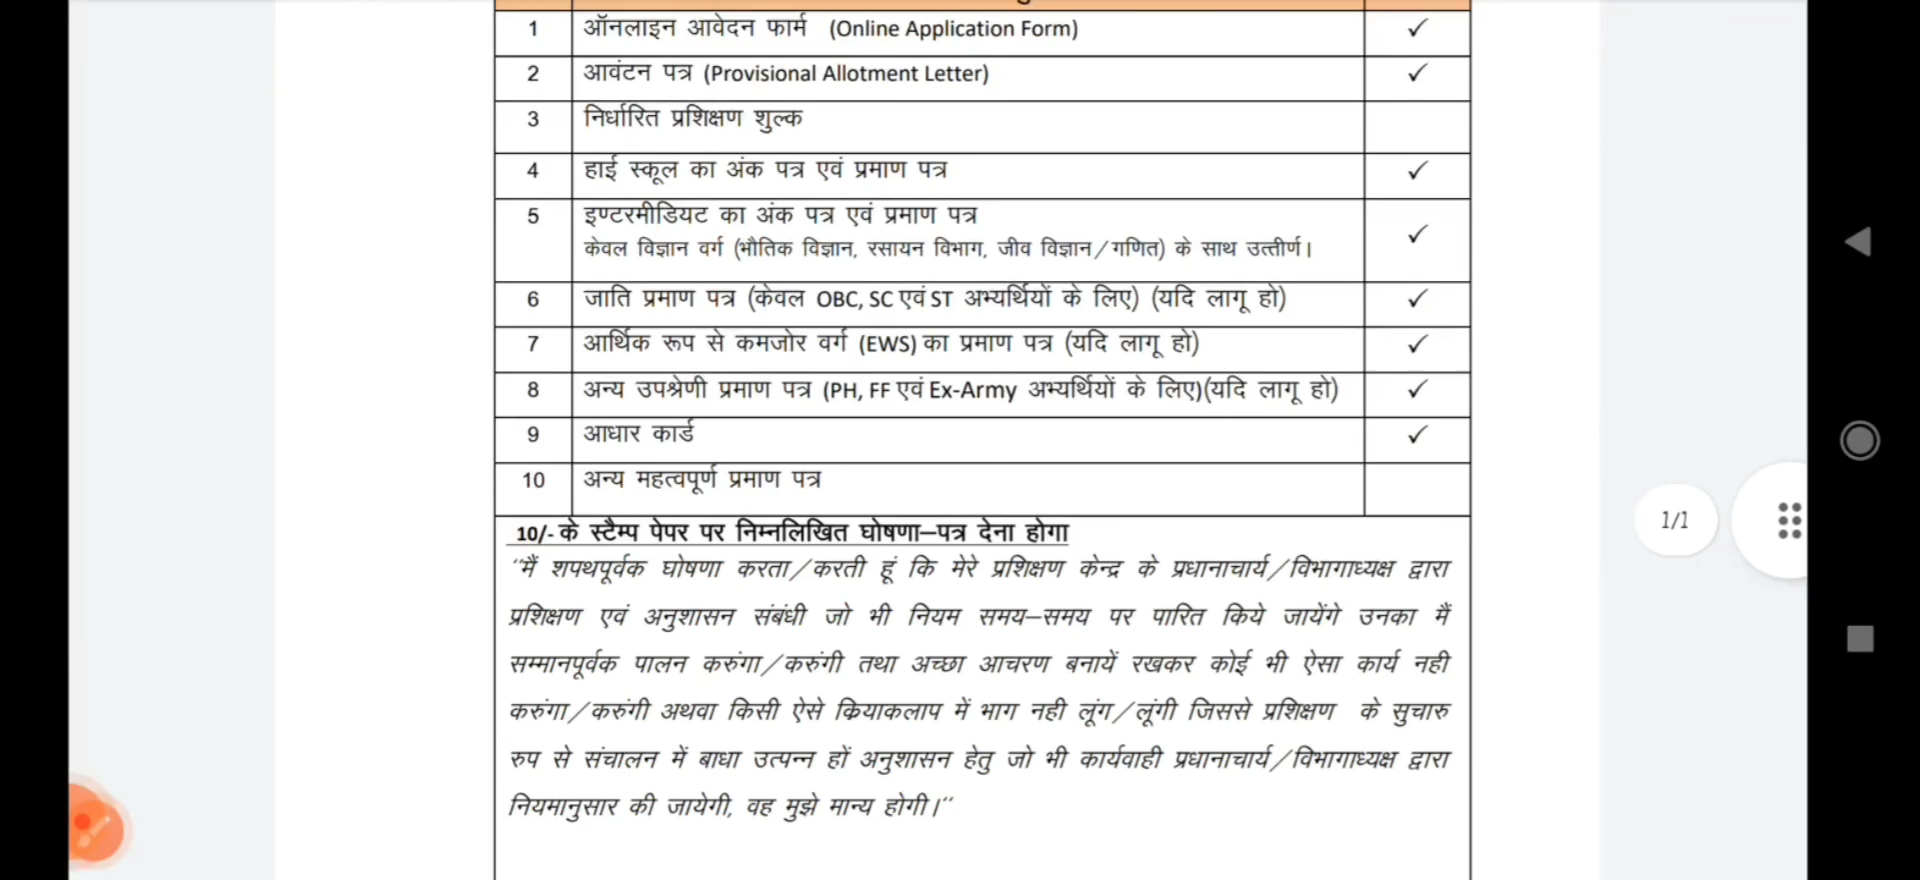 1 ऑनलाइन आवेदन फार्म (Online Application Form) ✓
2 आवंटन पत्र (Provisional Allotment Letter) ✓
3 निर्धारित प्रशिक्षण शुल्क
4 हाई स्कूल का अंक पत्र एवं प्रमाण पत्र ✓
5 इण्टरमीडियट का अंक पत्र एवं प्रमाण पत्र ✓
केवल विज्ञान वर्ग (भौतिक विज्ञान, रसायन विभाग, जीव विज्ञान/गणित) के साथ उत्तीर्ण।
6 जाति प्रमाण पत्र (केवल OBC, SC एवं ST अभ्यर्थियों के लिए) (यदि लागू हो) ✓
7 आर्थिक रूप से कमजोर वर्ग (EWS) का प्रमाण पत्र (यदि लागू हो) ✓
8 अन्य उपश्रेणी प्रमाण पत्र (PH, FF एवं Ex-Army अभ्यर्थियों के लिए)(यदि लागू हो) ✓
9 आधार कार्ड ✓
10 अन्य महत्वपूर्ण प्रमाण पत्र
10/- के स्टैम्प पेपर पर निम्नलिखित घोषणा–पत्र देना होगा
1/1
“मैं शपथपूर्वक घोषणा करता/करती हूं कि मेरे प्रशिक्षण केन्द्र के प्रधानाचार्य/विभागाध्यक्ष द्वारा
प्रशिक्षण एवं अनुशासन संबंधी जो भी नियम समय–समय पर पारित किये जायेंगे उनका मैं
सम्मानपूर्वक पालन करुंगा/करुंगी तथा अच्छा आचरण बनायें रखकर कोई भी ऐसा कार्य नही
करुंगा/करुंगी अथवा किसी ऐसे क्रियाकलाप में भाग नही लूंग/लूंगी जिससे प्रशिक्षण के सुचारु
रुप से संचालन में बाधा उत्पन्न हों अनुशासन हेतु जो भी कार्यवाही प्रधानाचार्य/विभागाध्यक्ष द्वारा
नियमानुसार की जायेगी, वह मुझे मान्य होगी।“